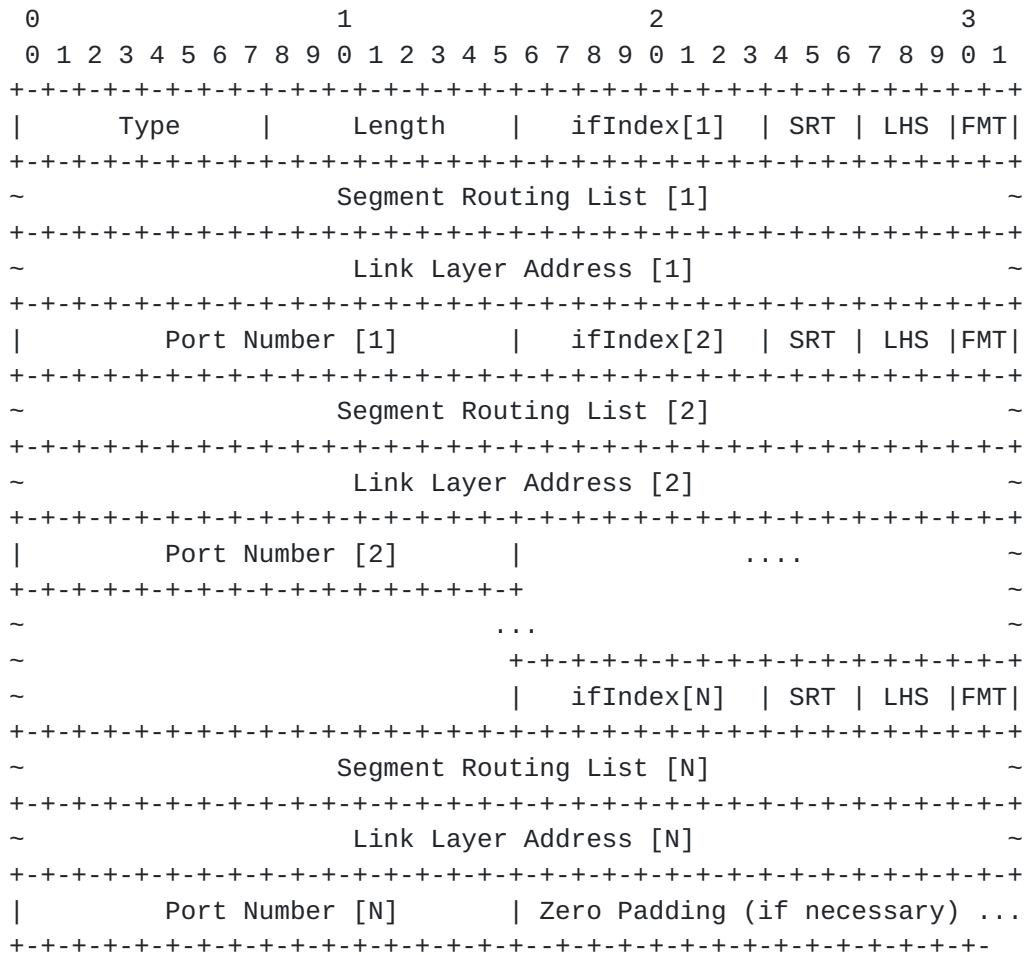 0                   1                   2                   3
 0 1 2 3 4 5 6 7 8 9 0 1 2 3 4 5 6 7 8 9 0 1 2 3 4 5 6 7 8 9 0 1
+-+-+-+-+-+-+-+-+-+-+-+-+-+-+-+-+-+-+-+-+-+-+-+-+-+-+-+-+-+-+-+-+
|      Type     |     Length    |   ifIndex[1]  | SRT | LHS |FMT|
+-+-+-+-+-+-+-+-+-+-+-+-+-+-+-+-+-+-+-+-+-+-+-+-+-+-+-+-+-+-+-+-+
~                    Segment Routing List [1]                   ~
+-+-+-+-+-+-+-+-+-+-+-+-+-+-+-+-+-+-+-+-+-+-+-+-+-+-+-+-+-+-+-+-+
~                     Link Layer Address [1]                    ~
+-+-+-+-+-+-+-+-+-+-+-+-+-+-+-+-+-+-+-+-+-+-+-+-+-+-+-+-+-+-+-+-+
|         Port Number [1]       |   ifIndex[2]  | SRT | LHS |FMT|
+-+-+-+-+-+-+-+-+-+-+-+-+-+-+-+-+-+-+-+-+-+-+-+-+-+-+-+-+-+-+-+-+
~                    Segment Routing List [2]                   ~
+-+-+-+-+-+-+-+-+-+-+-+-+-+-+-+-+-+-+-+-+-+-+-+-+-+-+-+-+-+-+-+-+
~                     Link Layer Address [2]                    ~
+-+-+-+-+-+-+-+-+-+-+-+-+-+-+-+-+-+-+-+-+-+-+-+-+-+-+-+-+-+-+-+-+
|         Port Number [2]       |              ....             ~
+-+-+-+-+-+-+-+-+-+-+-+-+-+-+-+-+                               ~
~                              ...                              ~
~                               +-+-+-+-+-+-+-+-+-+-+-+-+-+-+-+-+
~                               |   ifIndex[N]  | SRT | LHS |FMT|
+-+-+-+-+-+-+-+-+-+-+-+-+-+-+-+-+-+-+-+-+-+-+-+-+-+-+-+-+-+-+-+-+
~                    Segment Routing List [N]                   ~
+-+-+-+-+-+-+-+-+-+-+-+-+-+-+-+-+-+-+-+-+-+-+-+-+-+-+-+-+-+-+-+-+
~                     Link Layer Address [N]                    ~
+-+-+-+-+-+-+-+-+-+-+-+-+-+-+-+-+-+-+-+-+-+-+-+-+-+-+-+-+-+-+-+-+
|         Port Number [N]       | Zero Padding (if necessary) ...
+-+-+-+-+-+-+-+-+-+-+-+-+-+-+-+-+--+-+-+-+-+-+-+-+-+-+-+-+-+-+-